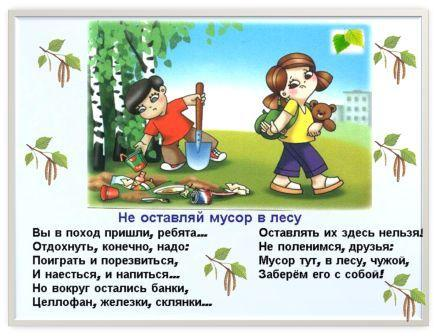 Не оставляй мусор в лесу
Вы в поход пришли, ребята...
Отдохнуть, конечно, надо:
Поиграть и порезвиться,
И наесться, и напиться...
Но вокруг остались банки,
Целлофан, железки, склянки...
Оставлять их здесь нельзя!
Не поленимся, друзья:
Мусор тут, в лесу, чужой,
Заберём его с собой!